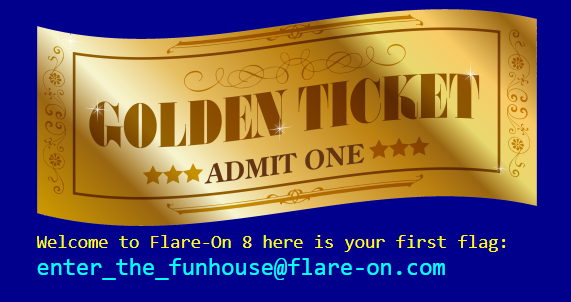 GOLDEN TICKET
ADMIT ONE
Welcome to Flare-On 8 here is your first flag:
enter_the_funhouse@flare-on.com